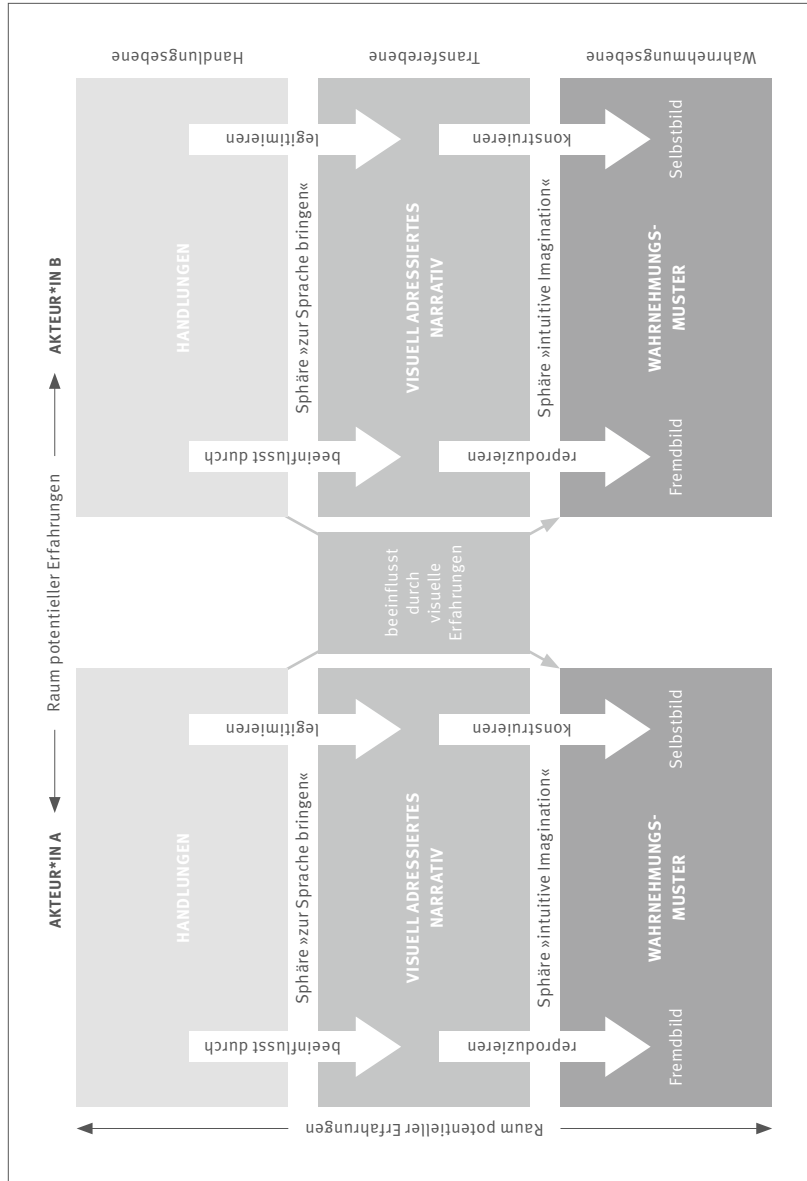 AKTEUR*IN A
Raum potentieller Erfahrungen
AKTEUR*IN B
Raum potentieller Erfahrungen
HANDLUNGEN
beeinflusst durch
legitimieren
Sphäre »zur Sprache bringen«
VISUELL ADRESSIERTES
NARRATIV
reproduzieren
konstruieren
Sphäre »intuitive Imagination«
WAHRNEHMUNGS-
MUSTER
Fremdbild
Selbstbild
beeinflusst
durch
visuelle
Erfahrungen
HANDLUNGEN
beeinflusst durch
legitimieren
Sphäre »zur Sprache bringen«
VISUELL ADRESSIERTES
NARRATIV
reproduzieren
konstruieren
Sphäre »intuitive Imagination«
WAHRNEHMUNGS-
MUSTER
Fremdbild
Selbstbild
Handlungsebene
Transferebene
Wahrnehmungsebene